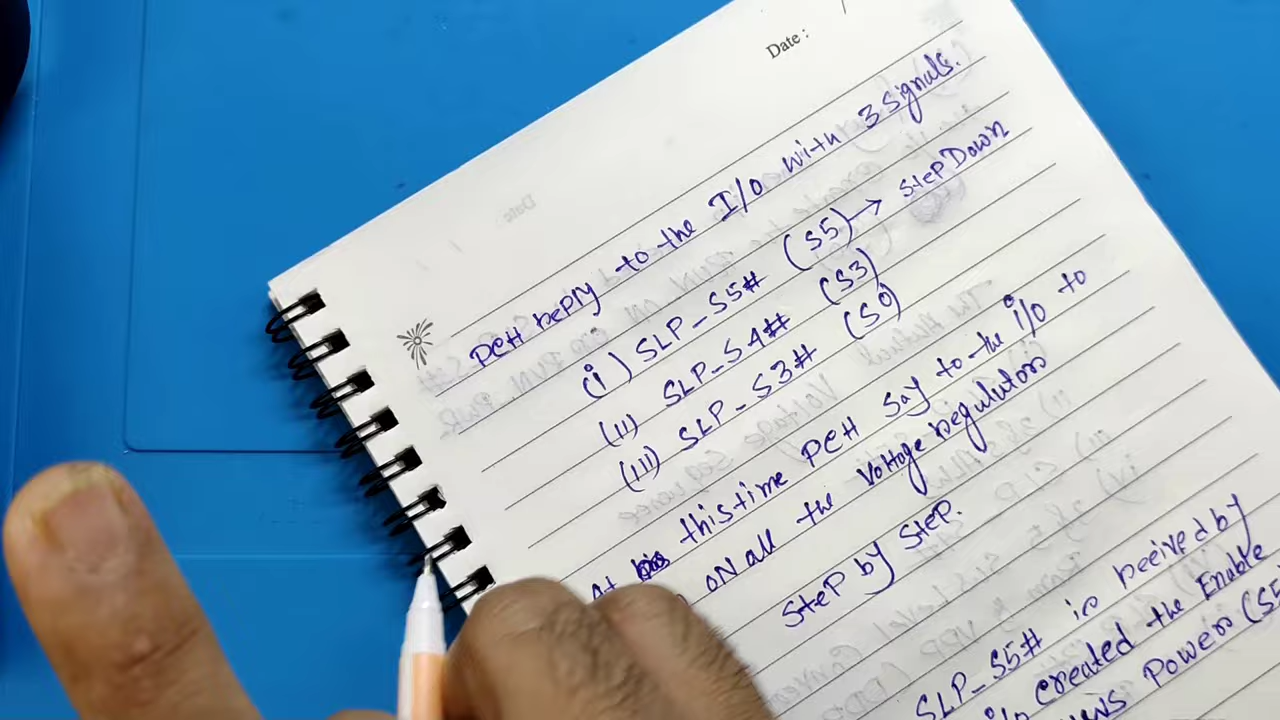 Date :
PCH reply to the I/O with 3 signals.
(i) SLP_S5# (S5) → Step Down
(ii) SLP_S4# (S3)
(iii) SLP_S3# (S0)
At this time PCH say to the i/o to
ON all the voltage regulators
Step by Step.
SLP_S5# is received by
i/o created the Enable
Powers (S5